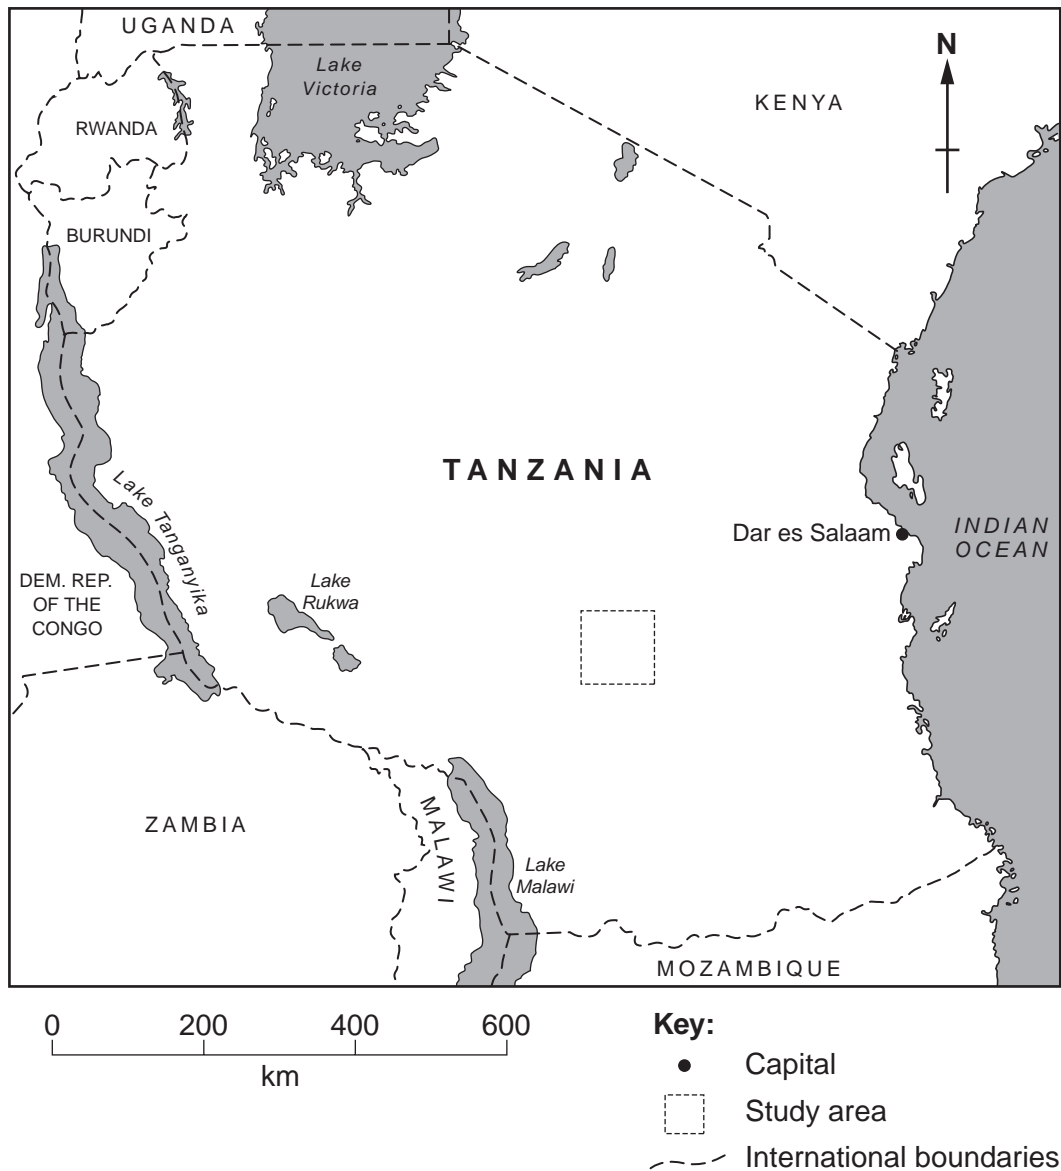 UGANDA
Lake
Victoria
N
KENYA
RWANDA
BURUNDI
TANZANIA
Lake Tanganyika
Dar es Salaam
INDIAN
OCEAN
DEM. REP.
OF THE
CONGO
Lake
Rukwa
ZAMBIA
MALAWI
Lake
Malawi
MOZAMBIQUE
0 200 400 600
km
Key:
Capital
Study area
International boundaries